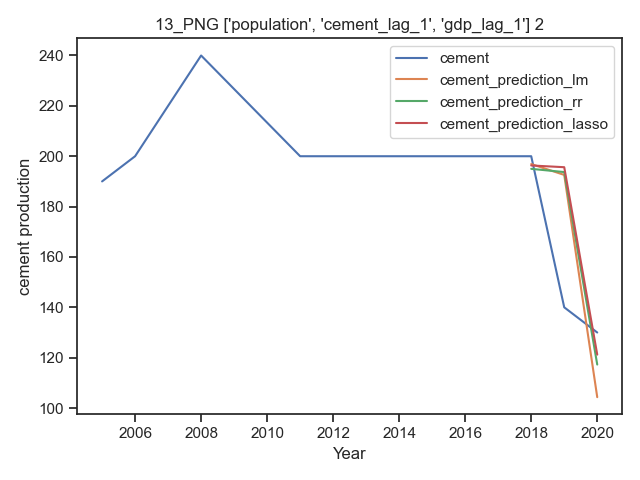 13_PNG ['population', 'cement_lag_1', 'gdp_lag_1'] 2
cement
cement_prediction_lm
cement_prediction_rr
cement_prediction_lasso
cement production
240
220
200
180
160
140
120
100
2006 2008 2010 2012 2014 2016 2018 2020
Year